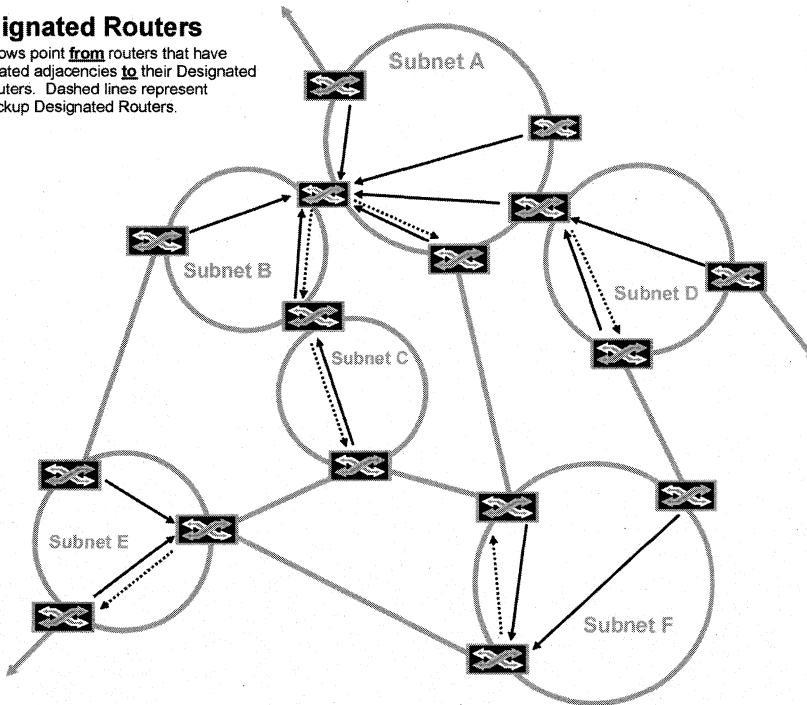 ignated Routers
ows point from routers that have
ated adjacencies to their Designated
uters. Dashed lines represent
ckup Designated Routers.
Subnet A
Subnet B
Subnet D
Subnet C
Subnet E
Subnet F